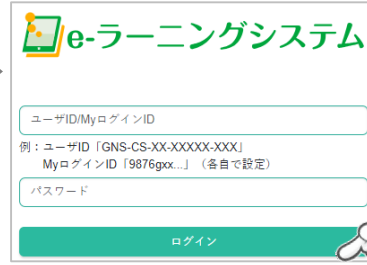 e-ラーニングシステム
ユーザID/MyログインID
例：ユーザID「GNS-CS-XX-XXXXX-XXX」
MyログインID「9876gxx...」（各自で設定）
パスワード
ログイン